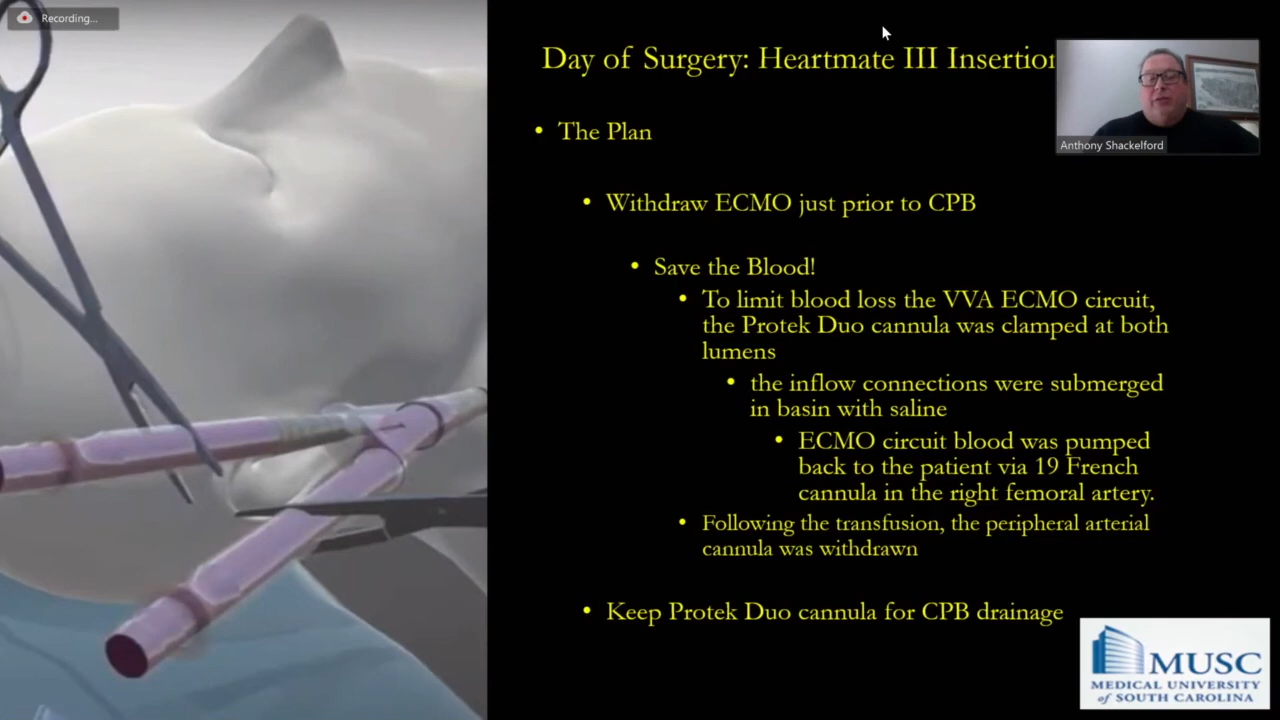 Recording...
Day of Surgery: Heartmate III Insertion
Anthony Shackelford
• The Plan
• Withdraw ECMO just prior to CPB
• Save the Blood!
• To limit blood loss the VVA ECMO circuit,
the Protek Duo cannula was clamped at both
lumens
• the inflow connections were submerged
in basin with saline
• ECMO circuit blood was pumped
back to the patient via 19 French
cannula in the right femoral artery.
• Following the transfusion, the peripheral arterial
cannula was withdrawn
• Keep Protek Duo cannula for CPB drainage
MUSC
MEDICAL UNIVERSITY
of SOUTH CAROLINA